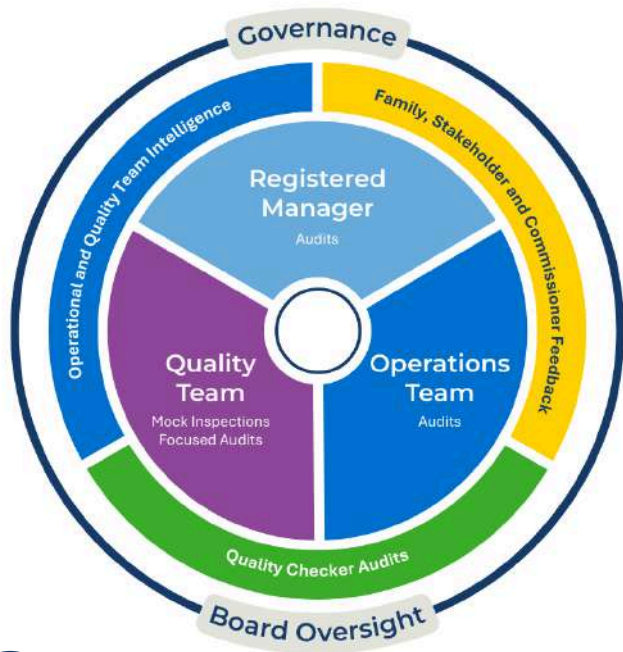 Governance
Operational and Quality Team Intelligence
Family, Stakeholder and Commissioner Feedback
Registered
Manager
Audits
Quality
Team
Mock Inspections
Focused Audits
Operations
Team
Audits
Quality Checker Audits
Board Oversight